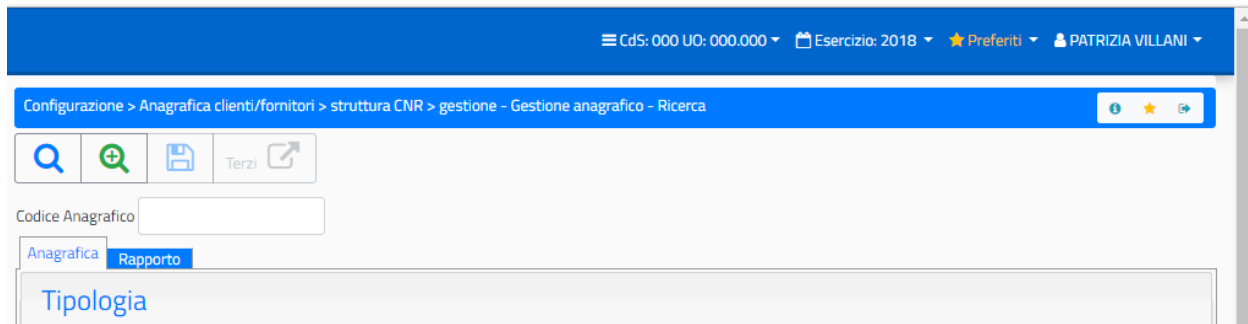 CdS: 000 UO: 000.000 Esercizio: 2018 Preferiti PATRIZIA VILLANI
Configurazione > Anagrafica clienti/fornitori > struttura CNR > gestione - Gestione anagrafico - Ricerca
Terzi
Codice Anagrafico
Anagrafica Rapporto
Tipologia